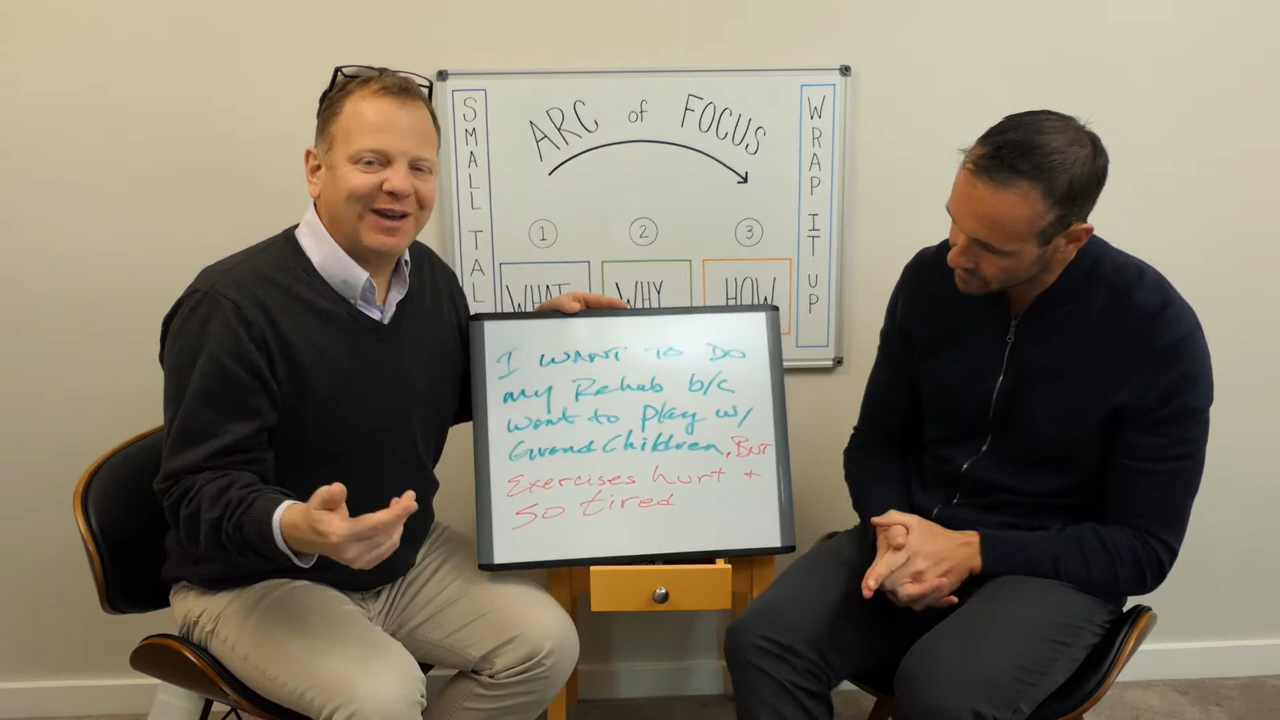 SMALL TAL
ARC of FOCUS
WRAP IT UP
1
2
3
WHAT
WHY
HOW
I WANT TO DO
my Rehab b/c
want to play w/
GrandChildren, BUT
Exercises hurt +
so tired